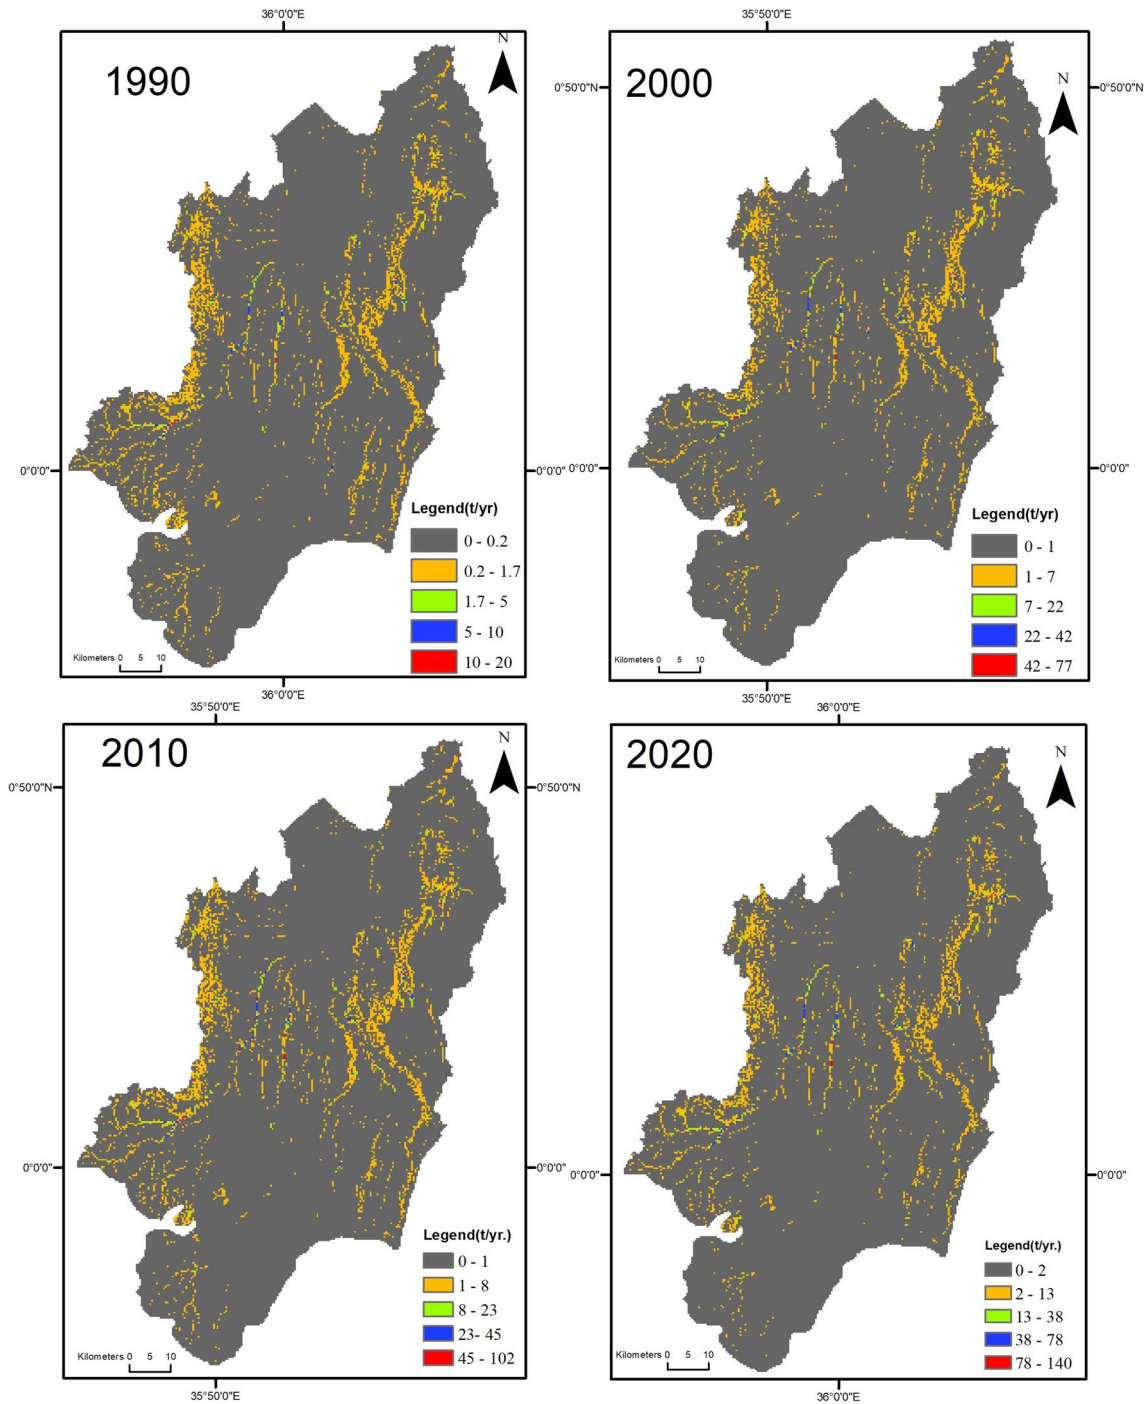 36°0'0"E
35°50'0"E
1990
N
2000
N
0°50'0"N
0°50'0"N
0°0'0"
0°0'0"
0°0'0"
0°0'0"
Legend(t/yr)
0 - 0.2
0.2 - 1.7
1.7 - 5
5 - 10
10 - 20
Kilometers 0 5 10
Legend(t/yr)
0 - 1
1 - 7
7 - 22
22 - 42
42 - 77
Kilometers 0 5 10
36°0'0"E
35°50'0"E
35°50'0"E
36°0'0"E
2010
N
2020
N
0°50'0"N
0°50'0"N
0°0'0"
0°0'0"
0°0'0"
0°0'0"
Legend(t/yr.)
0 - 1
1 - 8
8 - 23
23- 45
45 - 102
Kilometers 0 5 10
Legend(t/yr.)
0 - 2
2 - 13
13 - 38
38 - 78
78 - 140
Kilometers 0 5 10
35°50'0"E
36°0'0"E